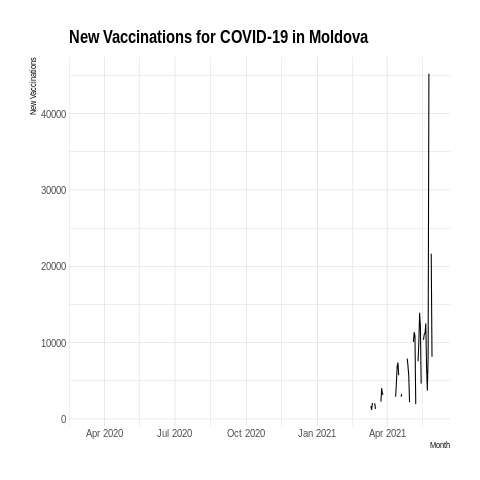 New Vaccinations for COVID-19 in Moldova
New Vaccinations
40000
30000
20000
10000
0
Apr 2020 Jul 2020 Oct 2020 Jan 2021 Apr 2021
Month